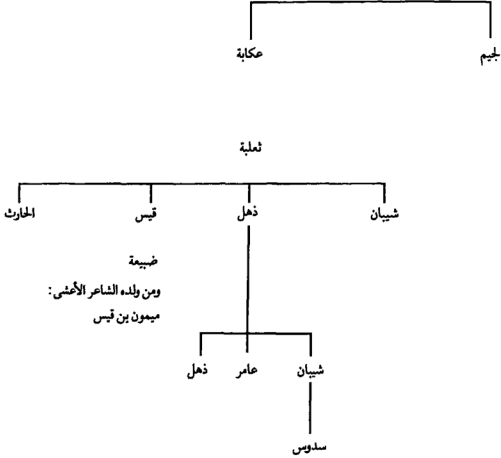 لجيم
عكابة
ثعلبة
شيبان
ذهل
قيس
الحارث
ضبيعة
ومن ولده الشاعر الأعشى:
ميمون بن قيس
شيبان
عامر
ذهل
سدوس